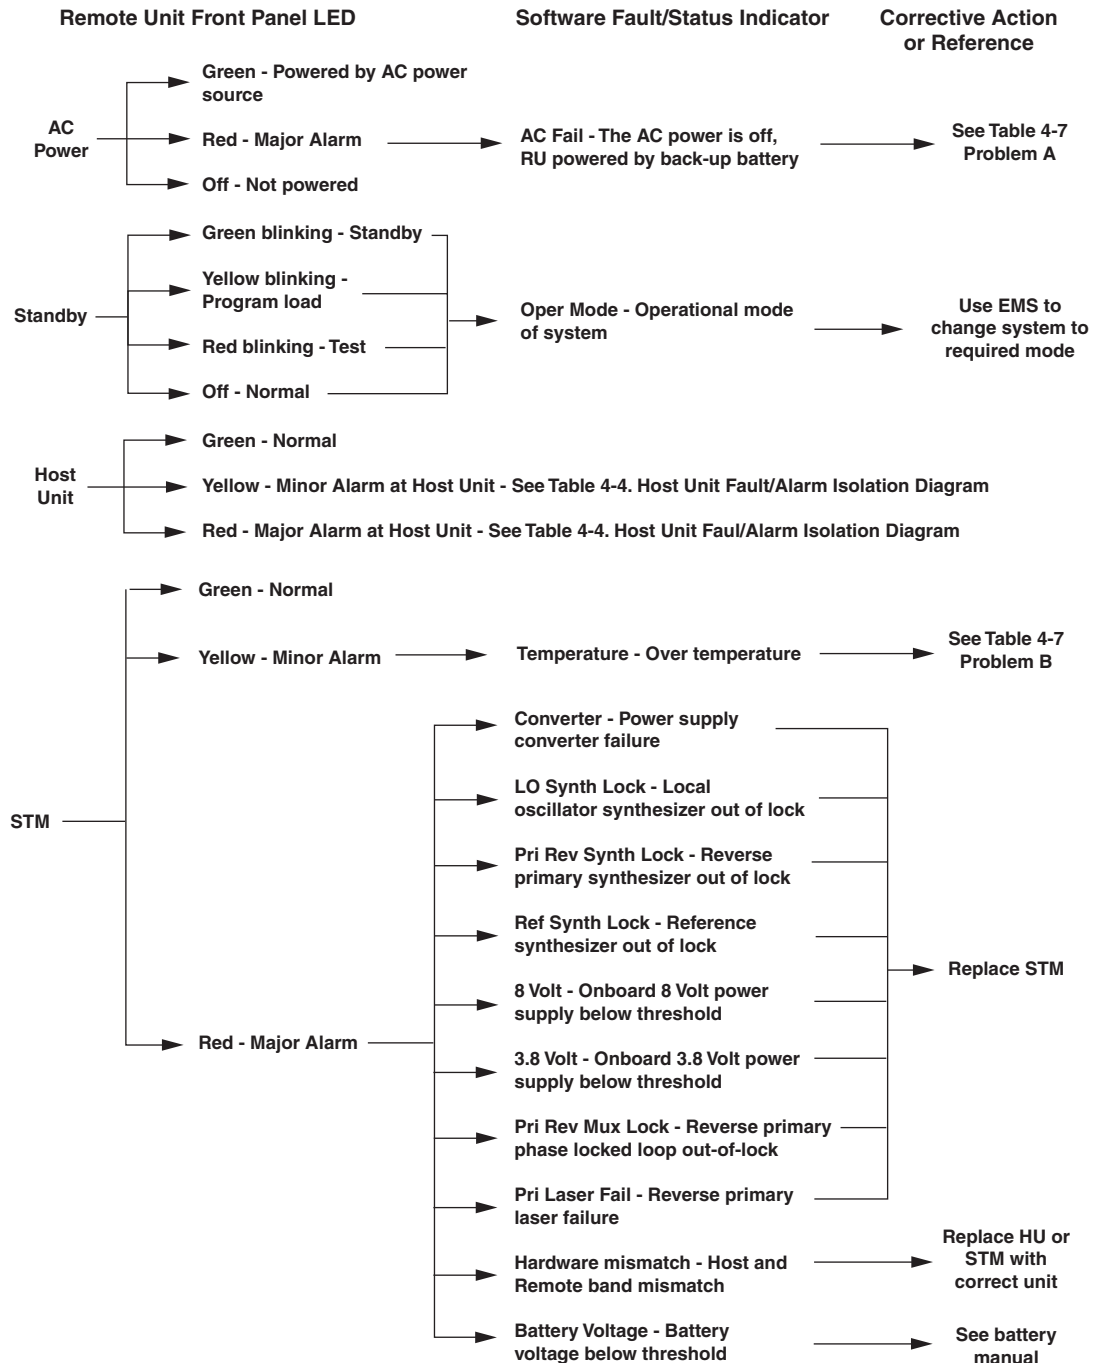 Remote Unit Front Panel LED
Software Fault/Status Indicator
Corrective Action
or Reference
AC
Power
Green - Powered by AC power
source
Red - Major Alarm
AC Fail - The AC power is off,
RU powered by back-up battery
See Table 4-7
Problem A
Off - Not powered
Standby
Green blinking - Standby
Yellow blinking -
Program load
Red blinking - Test
Off - Normal
Oper Mode - Operational mode
of system
Use EMS to
change system to
required mode
Host
Unit
Green - Normal
Yellow - Minor Alarm at Host Unit - See Table 4-4. Host Unit Fault/Alarm Isolation Diagram
Red - Major Alarm at Host Unit - See Table 4-4. Host Unit Faul/Alarm Isolation Diagram
STM
Green - Normal
Yellow - Minor Alarm
Temperature - Over temperature
See Table 4-7
Problem B
Red - Major Alarm
Converter - Power supply
converter failure
LO Synth Lock - Local
oscillator synthesizer out of lock
Pri Rev Synth Lock - Reverse
primary synthesizer out of lock
Ref Synth Lock - Reference
synthesizer out of lock
8 Volt - Onboard 8 Volt power
supply below threshold
3.8 Volt - Onboard 3.8 Volt power
supply below threshold
Pri Rev Mux Lock - Reverse primary
phase locked loop out-of-lock
Pri Laser Fail - Reverse primary
laser failure
Replace STM
Hardware mismatch - Host and
Remote band mismatch
Replace HU or
STM with
correct unit
Battery Voltage - Battery
voltage below threshold
See battery
manual